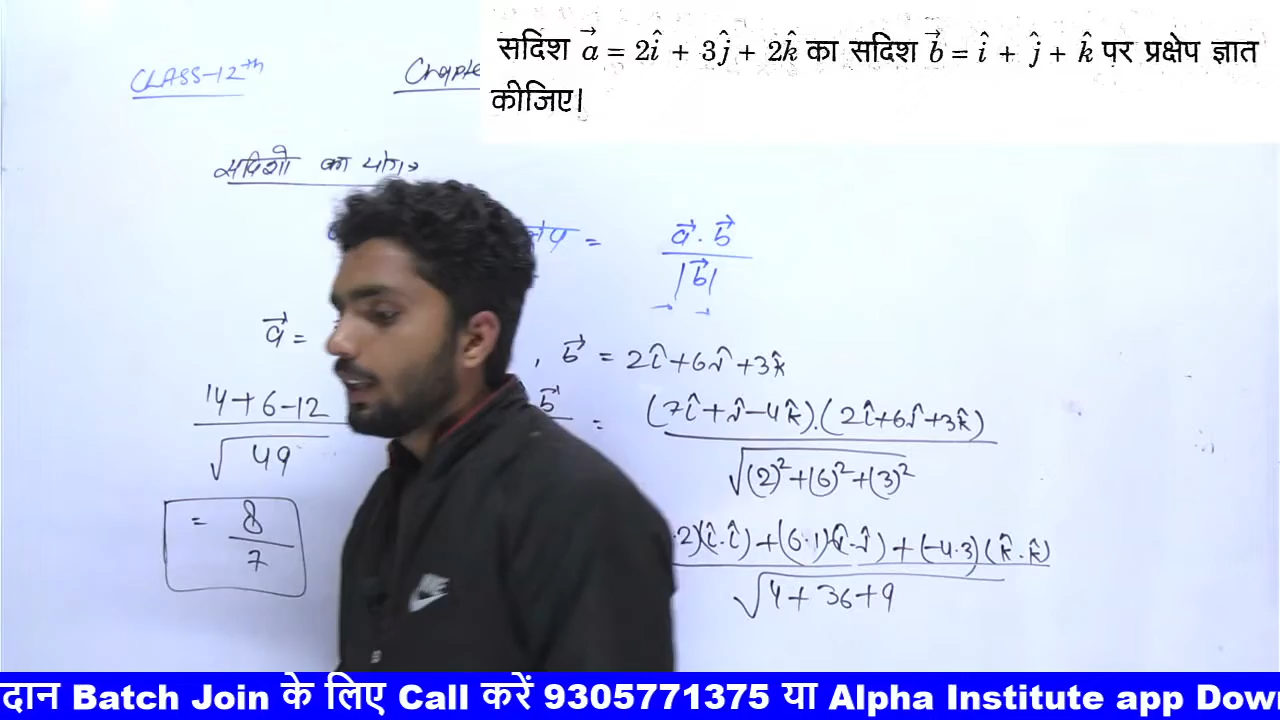 CLASS-12th
सदिश a⃗ = 2î + 3ĵ + 2k̂ का सदिश b⃗ = î + ĵ + k̂ पर प्रक्षेप ज्ञात
कीजिए।
सदिशो का योग→
= a⃗ . b⃗ / |b⃗|
a⃗ =
, b⃗ = 2î+6ĵ+3k̂
14+6-12 / √49
b⃗ = (7î+ĵ-4k̂).(2î+6ĵ+3k̂) / √(2)²+(6)²+(3)²
= 8 / 7
.2)(î.î)+(6.1)(ĵ.ĵ)+(-4.3)(k̂.k̂) / √4+36+9
दान Batch Join के लिए Call करें 9305771375 या Alpha Institute app Dow